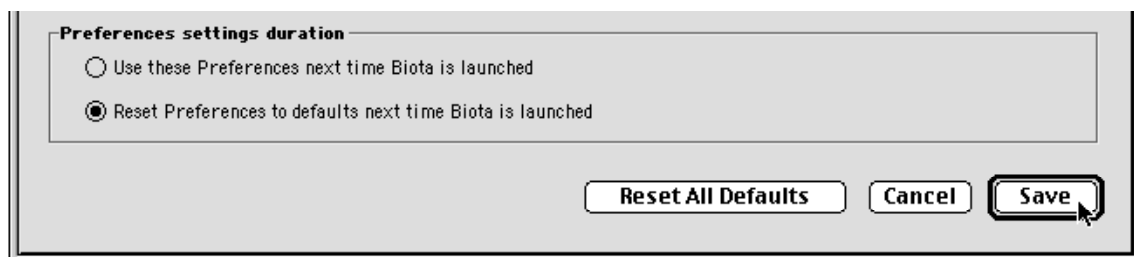 Preferences settings duration
Use these Preferences next time Biota is launched
Reset Preferences to defaults next time Biota is launched
Reset All Defaults
Cancel
Save